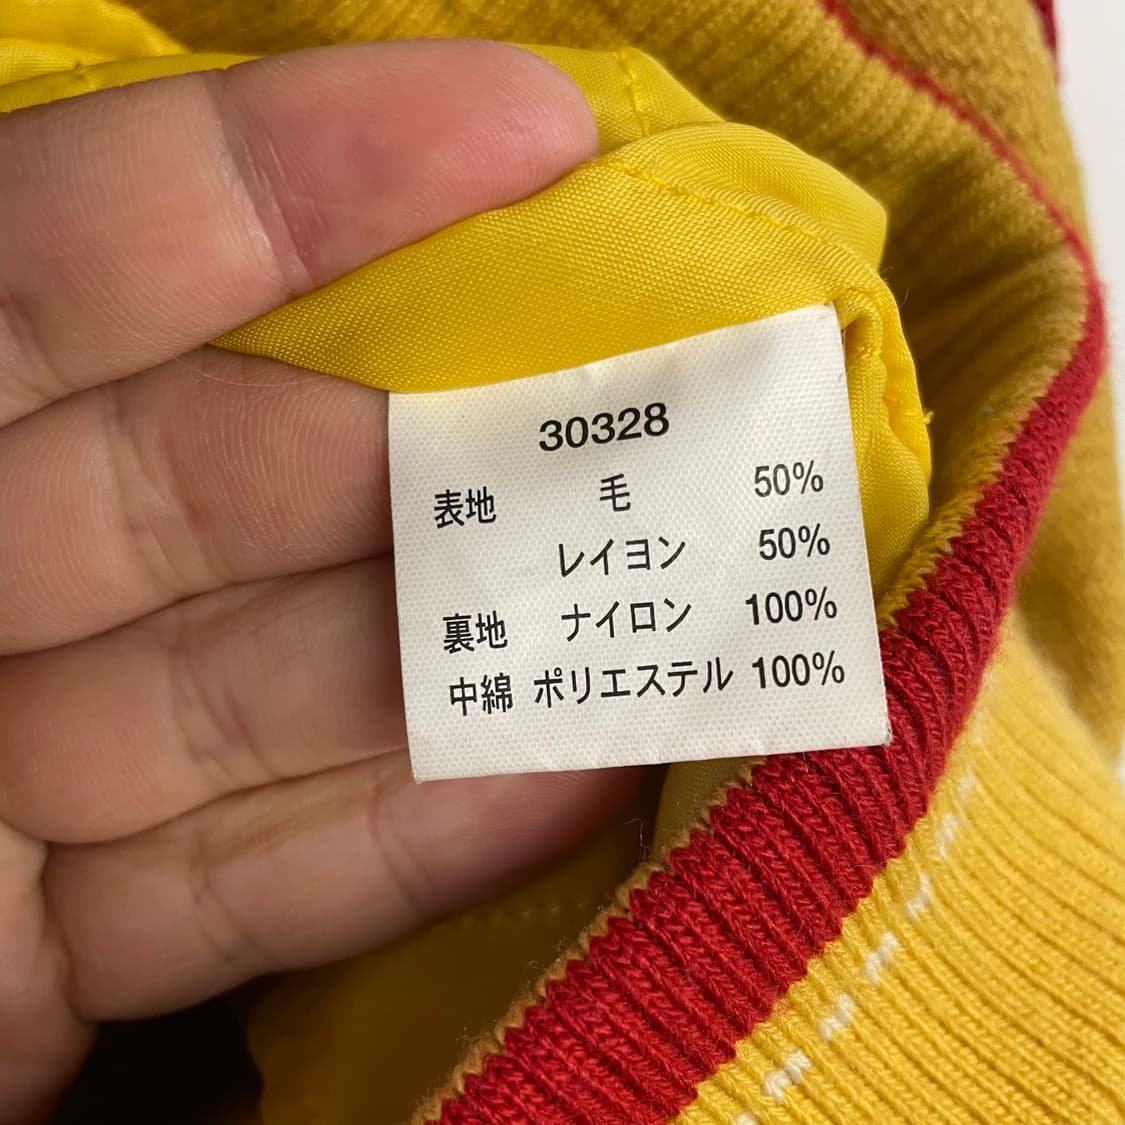 30328
表地 毛 50%
レイヨン 50%
裏地 ナイロン 100%
中綿 ポリエステル 100%